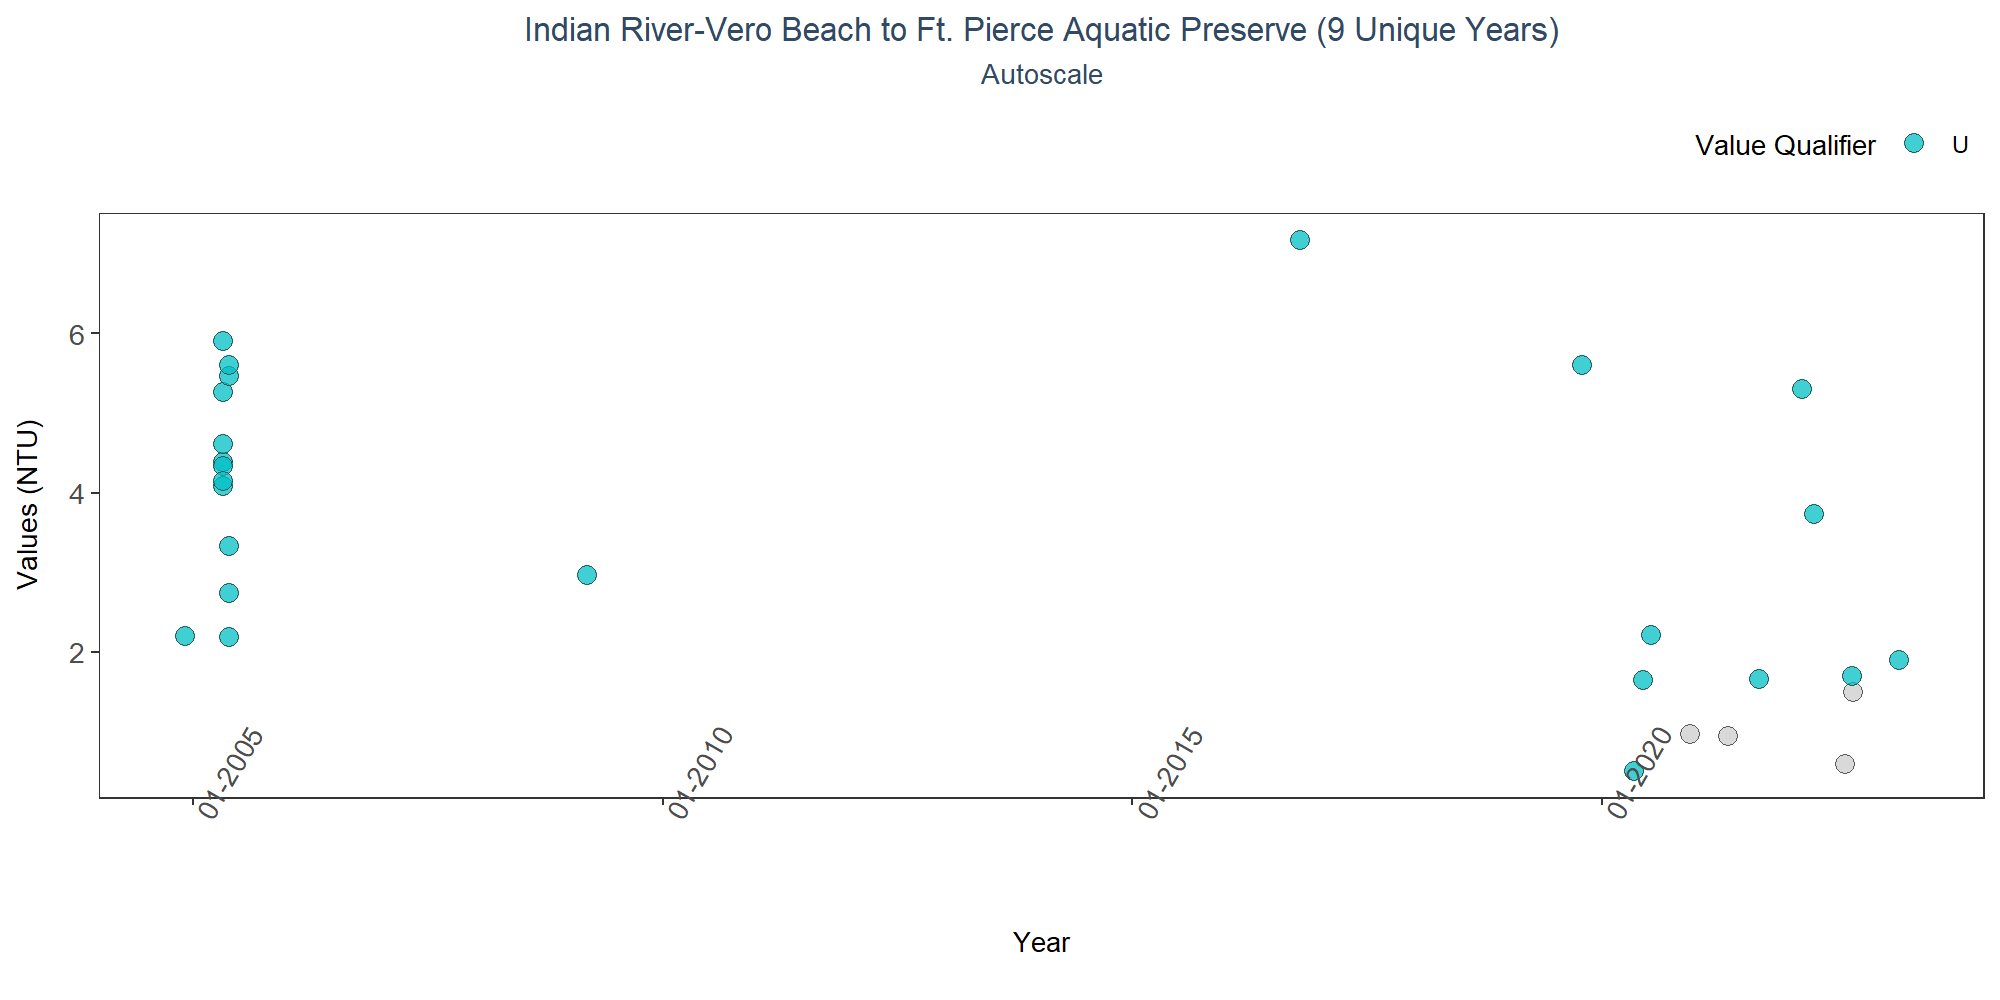 Indian River-Vero Beach to Ft. Pierce Aquatic Preserve (9 Unique Years)
Autoscale
Value Qualifier U
Values (NTU)
6
4
2
01-2005 01-2010 01-2015 01-2020
Year